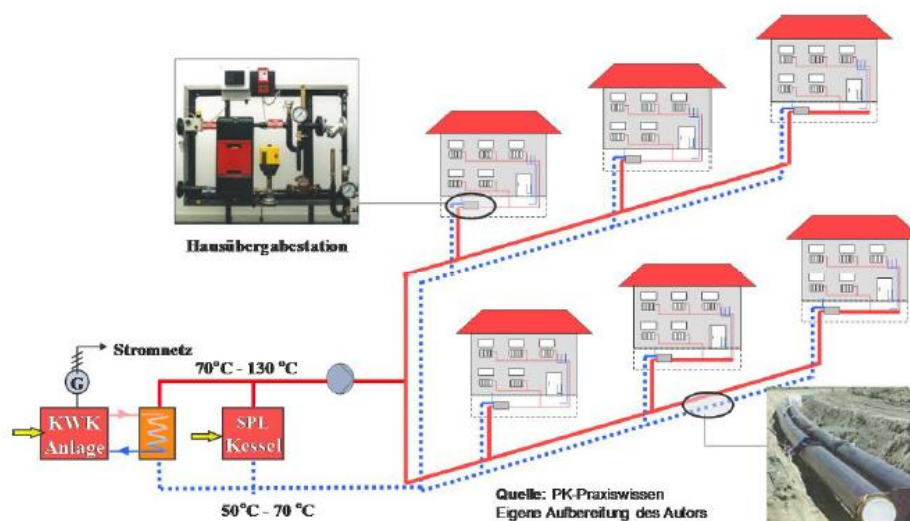 Hausübergabestation
Stromnetz
70°C - 130 °C
G
KWK
Anlage
SPL
Kessel
50°C - 70 °C
Quelle: PK-Praxiswissen
Eigene Aufbereitung des Autors